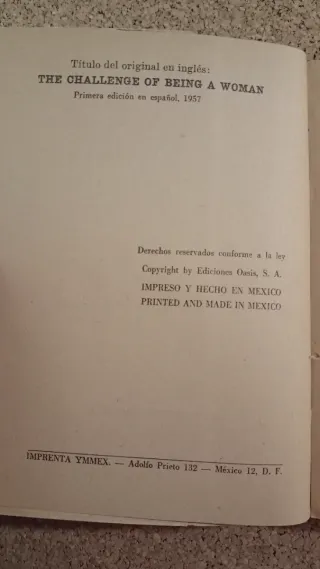 Título del original en inglés:
THE CHALLENGE OF BEING A WOMAN
Primera edición en español, 1957
Derechos reservados conforme a la ley
Copyright by Ediciones Oasis, S. A.
IMPRESO Y HECHO EN MEXICO
PRINTED AND MADE IN MEXICO
IMPRENTA YMMEX. — Adolfo Prieto 132 — México 12, D. F.